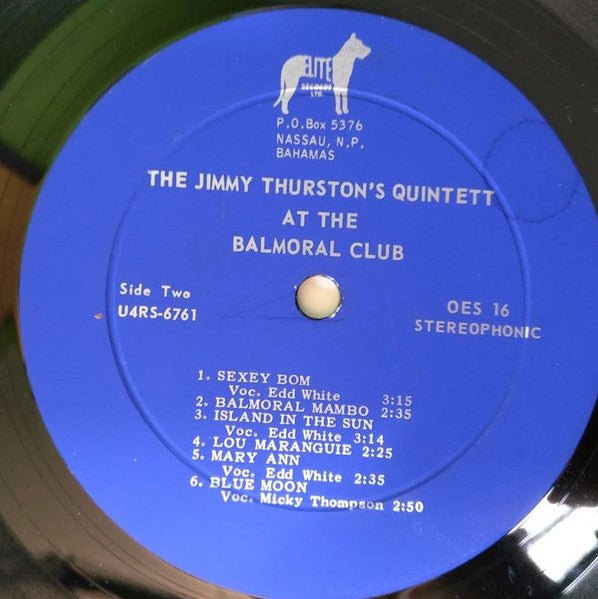 ELITE
RECORDS
LTD.
P.O.Box 5376
NASSAU, N.P.
BAHAMAS
THE JIMMY THURSTON'S QUINTETT
AT THE
BALMORAL CLUB
Side Two
U4RS-6761
OES 16
STEREOPHONIC
1. SEXEY BOM
Voc. Edd White 3:15
2. BALMORAL MAMBO 2:35
3. ISLAND IN THE SUN
Voc. Edd White 3:14
4. LOU MARANGUIE 2:25
5. MARY ANN
Voc. Edd White 2:35
6. BLUE MOON
Voc. Micky Thompson 2:50